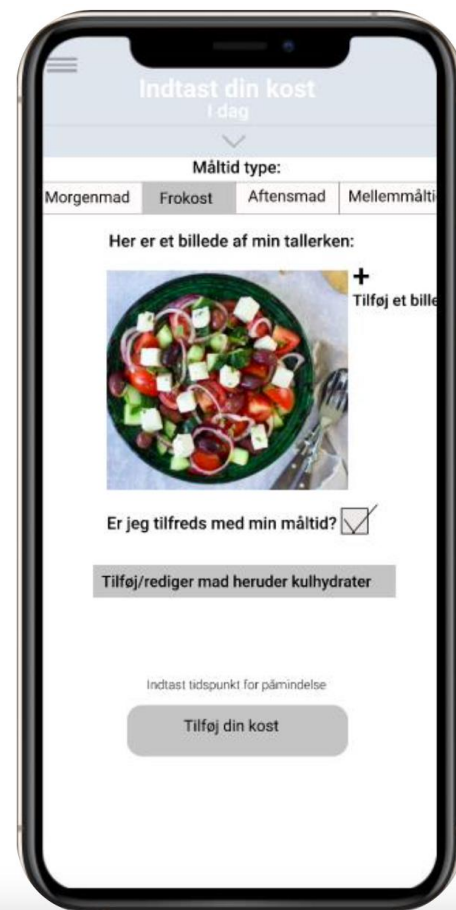 Indtast din kost
I dag
Måltid type:
Morgenmad Frokost Aftensmad Mellemmålti
Her er et billede af min tallerken:
+
Tilføj et bille
Er jeg tilfreds med min måltid?
Tilføj/rediger mad heruder kulhydrater
Indtast tidspunkt for påmindelse
Tilføj din kost